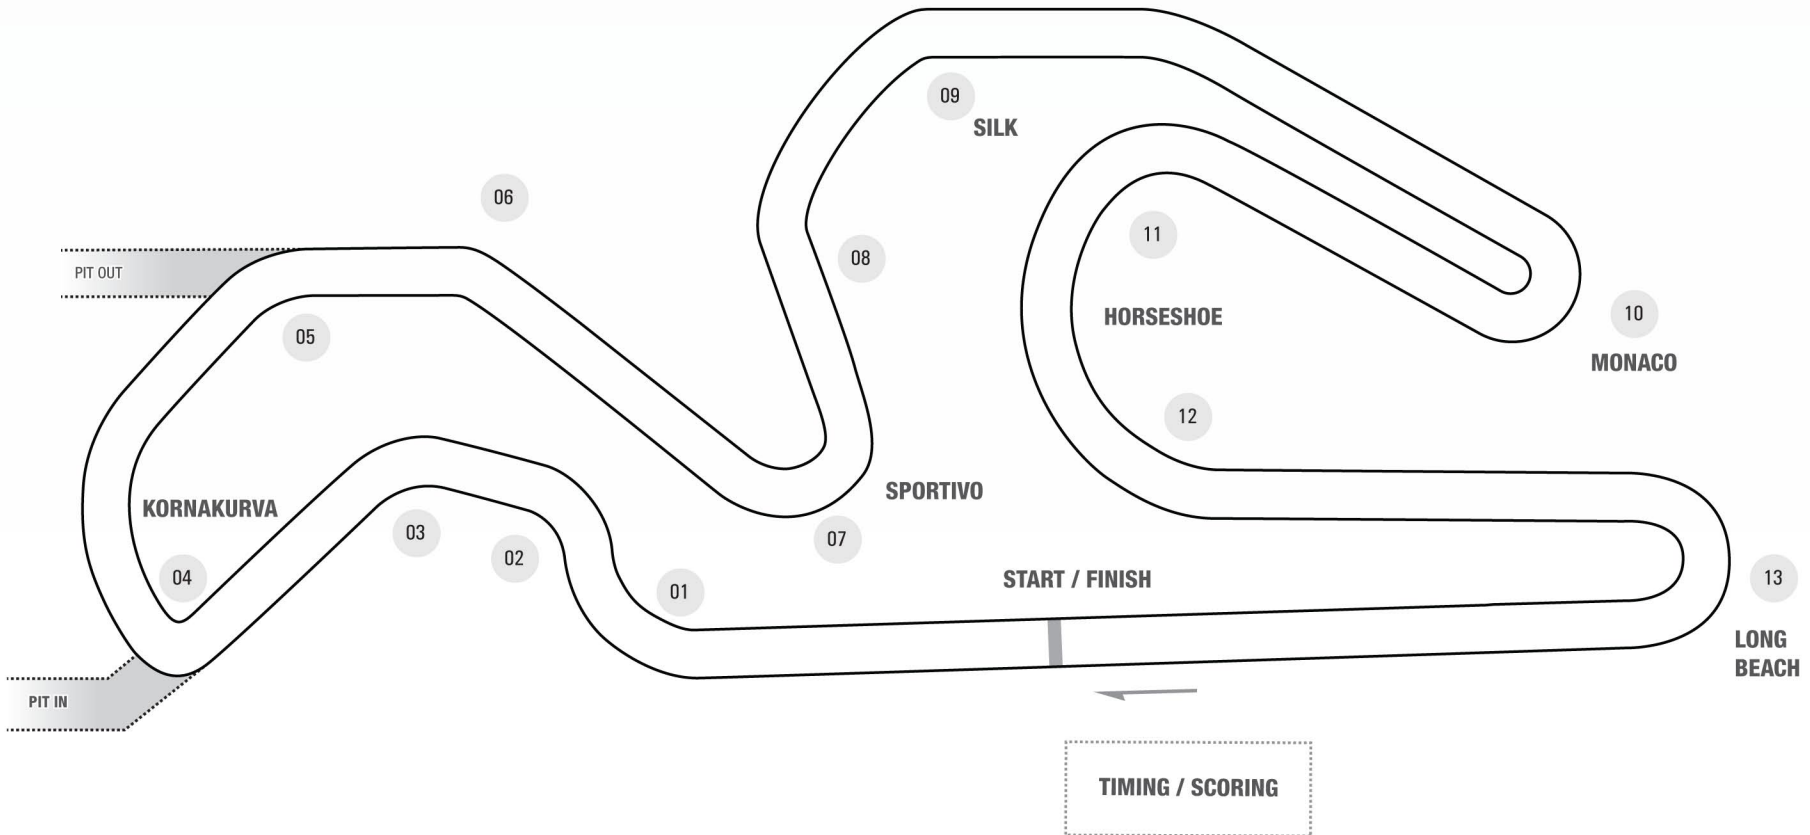 09
SILK
06
11
08
PIT OUT
10
HORSESHOE
05
MONACO
12
SPORTIVO
KORNAKURVA
03
07
02
04
START / FINISH
13
01
LONG
BEACH
PIT IN
TIMING / SCORING